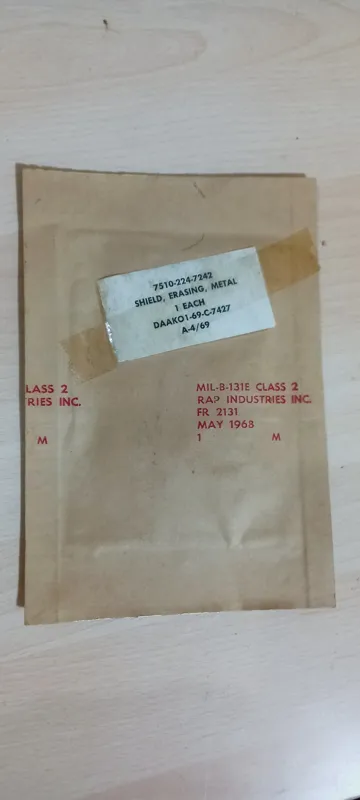 7510-224-7242
SHIELD, ERASING, METAL
1 EACH
DAAKO1-69-C-7427
A-4/69
LASS 2
RIES INC.
M
MIL-B-131E CLASS 2
RAP INDUSTRIES INC.
FR 2131
MAY 1968
1 M